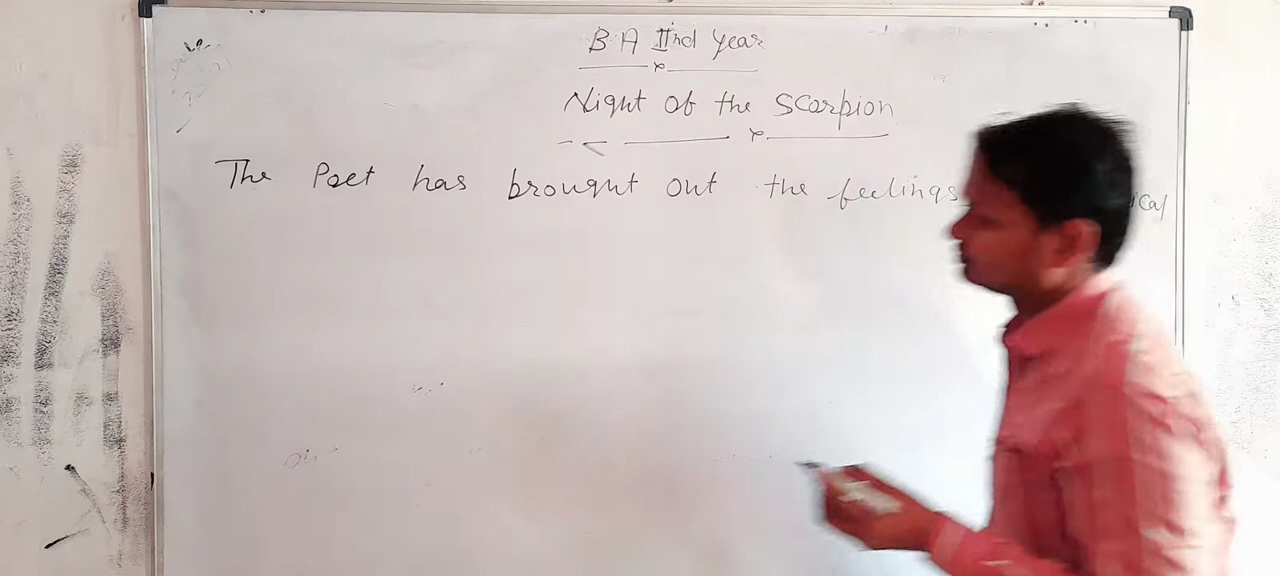 B.A IInd Year
Night of the Scorpion
The Poet has brought out the feelings